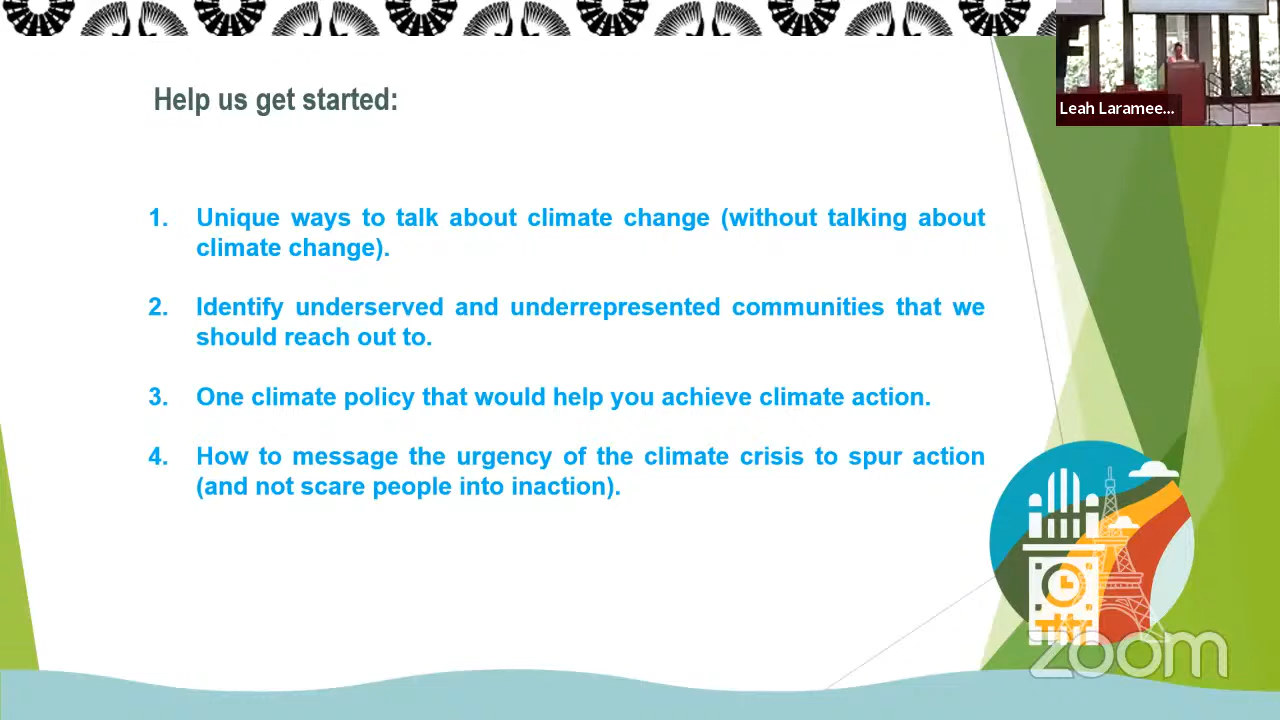 Help us get started:
Leah Laramee...
1. Unique ways to talk about climate change (without talking about
climate change).
2. Identify underserved and underrepresented communities that we
should reach out to.
3. One climate policy that would help you achieve climate action.
4. How to message the urgency of the climate crisis to spur action
(and not scare people into inaction).
zoom